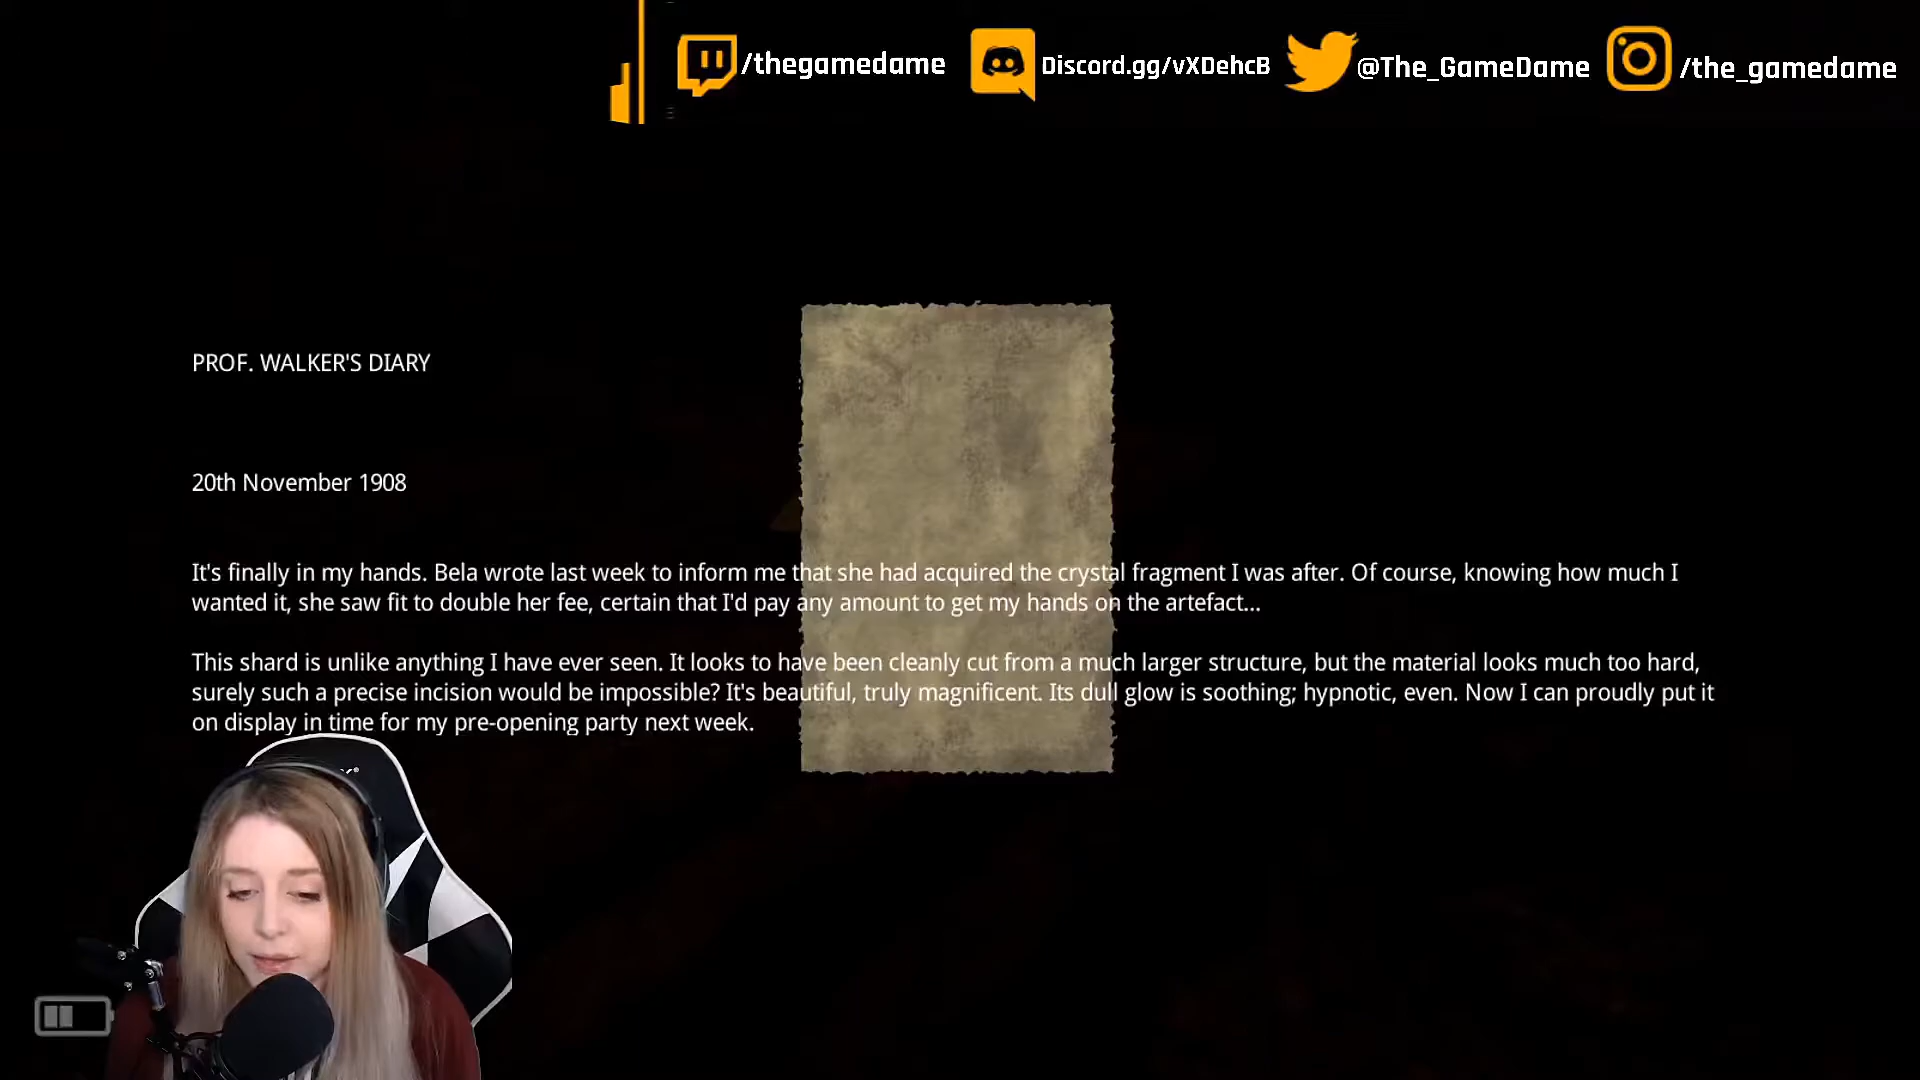 /thegamedame
Discord.gg/vXDehcB
@The_GameDame
/the_gamedame
PROF. WALKER'S DIARY
20th November 1908
It's finally in my hands. Bela wrote last week to inform me that she had acquired the crystal fragment I was after. Of course, knowing how much I
wanted it, she saw fit to double her fee, certain that I'd pay any amount to get my hands on the artefact...
This shard is unlike anything I have ever seen. It looks to have been cleanly cut from a much larger structure, but the material looks much too hard,
surely such a precise incision would be impossible? It's beautiful, truly magnificent. Its dull glow is soothing; hypnotic, even. Now I can proudly put it
on display in time for my pre-opening party next week.